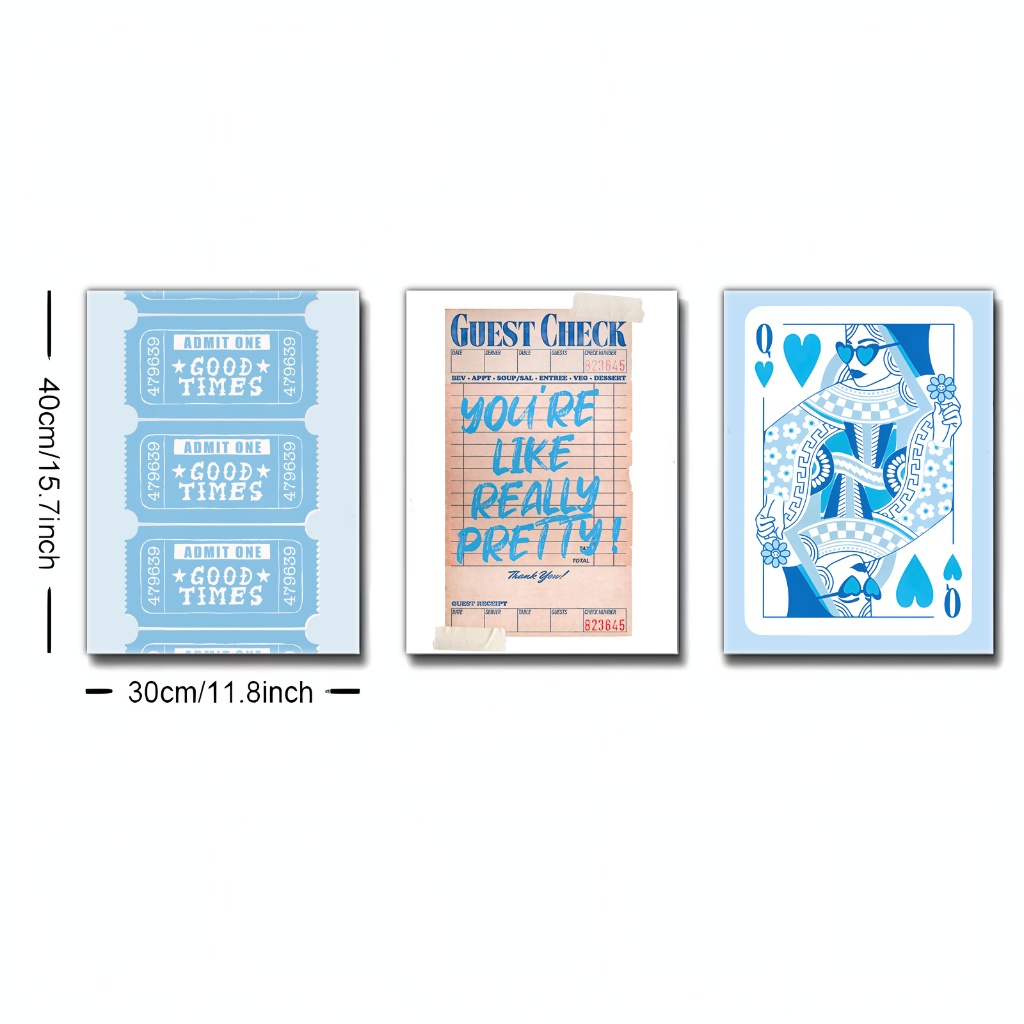 ADMIT ONE
GOOD
TIMES
479639
479639
ADMIT ONE
GOOD
TIMES
479639
479639
ADMIT ONE
GOOD
TIMES
479639
479639
ADMIT ONE
GUEST CHECK
DATE SERVER TABLE GUESTS CHECK NUMBER
823645
BEV • APPT • SOUP/SAL • ENTREE • VEG • DESSERT
YOU'RE
LIKE
REALLY
PRETTY!
TAX
TOTAL
Thank You!
GUEST RECEIPT
DATE SERVER TABLE GUESTS CHECK NUMBER
823645
Q
Q
40cm/15.7inch
30cm/11.8inch